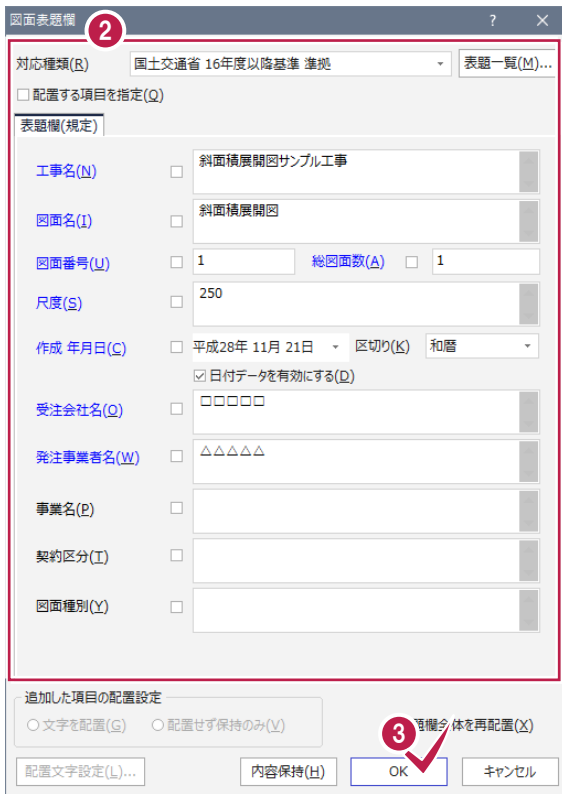 図面表題欄 ? ×
2
対応種類(R) 国土交通省 16年度以降基準 準拠 表題一覧(M)...
配置する項目を指定(O)
表題欄(規定)
工事名(N) 斜面積展開図サンプル工事
図面名(I) 斜面積展開図
図面番号(U) 1 総図面数(A) 1
尺度(S) 250
作成 年月日(C) 平成28年 11月 21日 区切り(K) 和暦
日付データを有効にする(D)
受注会社名(O) □□□□□
発注事業者名(W) △△△△△
事業名(P)
契約区分(T)
図面種別(Y)
追加した項目の配置設定
文字を配置(G) 配置せず保持のみ(V) 題欄全体を再配置(X)
3
配置文字設定(L)... 内容保持(H) OK キャンセル